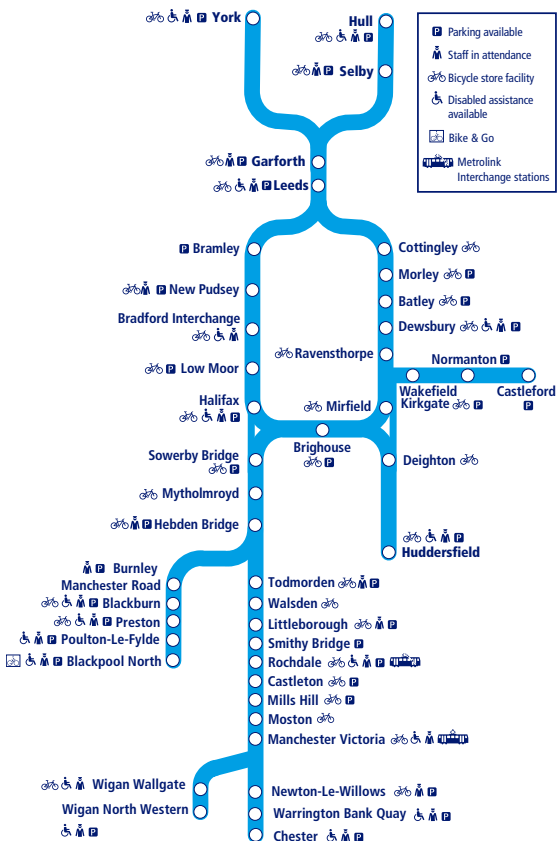 York
Hull
Selby
P Parking available
Staff in attendance
Bicycle store facility
Disabled assistance
available
Bike & Go
Metrolink
Interchange stations
Garforth
Leeds
Bramley
Cottingley
New Pudsey
Morley
Batley
Bradford Interchange
Dewsbury
Ravensthorpe
Low Moor
Normanton
Wakefield
Kirkgate
Castleford
Halifax
Mirfield
Brighouse
Sowerby Bridge
Deighton
Mytholmroyd
Hebden Bridge
Huddersfield
Burnley
Manchester Road
Blackburn
Preston
Poulton-Le-Fylde
Blackpool North
Todmorden
Walsden
Littleborough
Smithy Bridge
Rochdale
Castleton
Mills Hill
Moston
Manchester Victoria
Wigan Wallgate
Wigan North Western
Newton-Le-Willows
Warrington Bank Quay
Chester